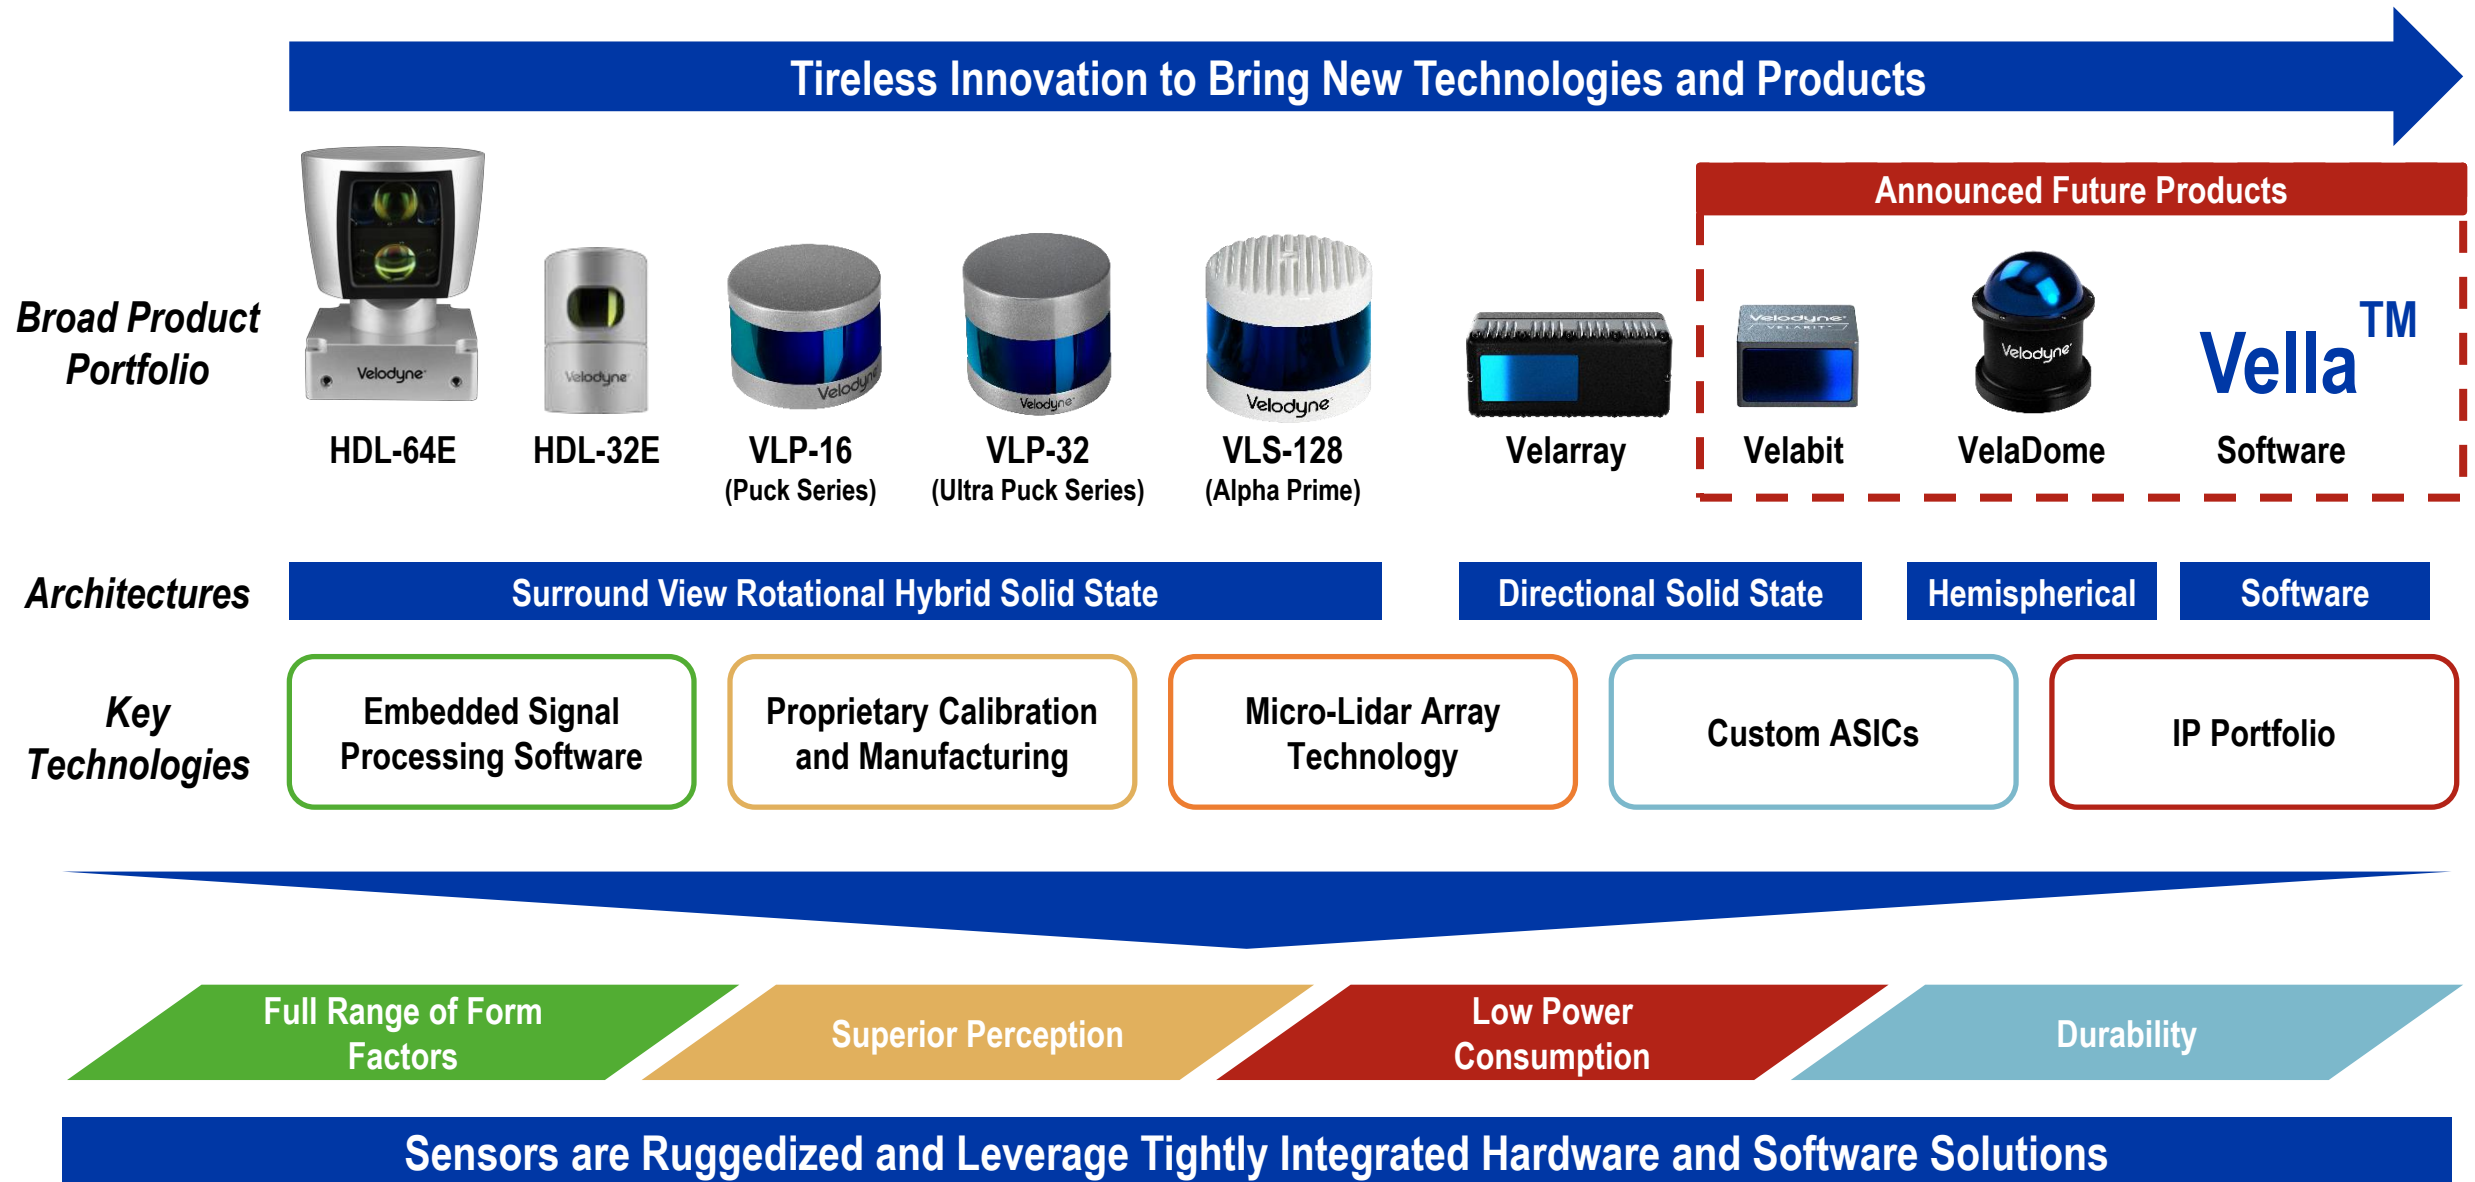 Tireless Innovation to Bring New Technologies and Products
Announced Future Products
Broad Product
Portfolio
Velodyne
Velodyne
Velodyne
Velodyne
Velodyne
Velodyne
VELABIT
Velodyne
Vella™
HDL-64E
HDL-32E
VLP-16
(Puck Series)
VLP-32
(Ultra Puck Series)
VLS-128
(Alpha Prime)
Velarray
Velabit
VelaDome
Software
Architectures
Surround View Rotational Hybrid Solid State
Directional Solid State
Hemispherical
Software
Key
Technologies
Embedded Signal
Processing Software
Proprietary Calibration
and Manufacturing
Micro-Lidar Array
Technology
Custom ASICs
IP Portfolio
Full Range of Form
Factors
Superior Perception
Low Power
Consumption
Durability
Sensors are Ruggedized and Leverage Tightly Integrated Hardware and Software Solutions